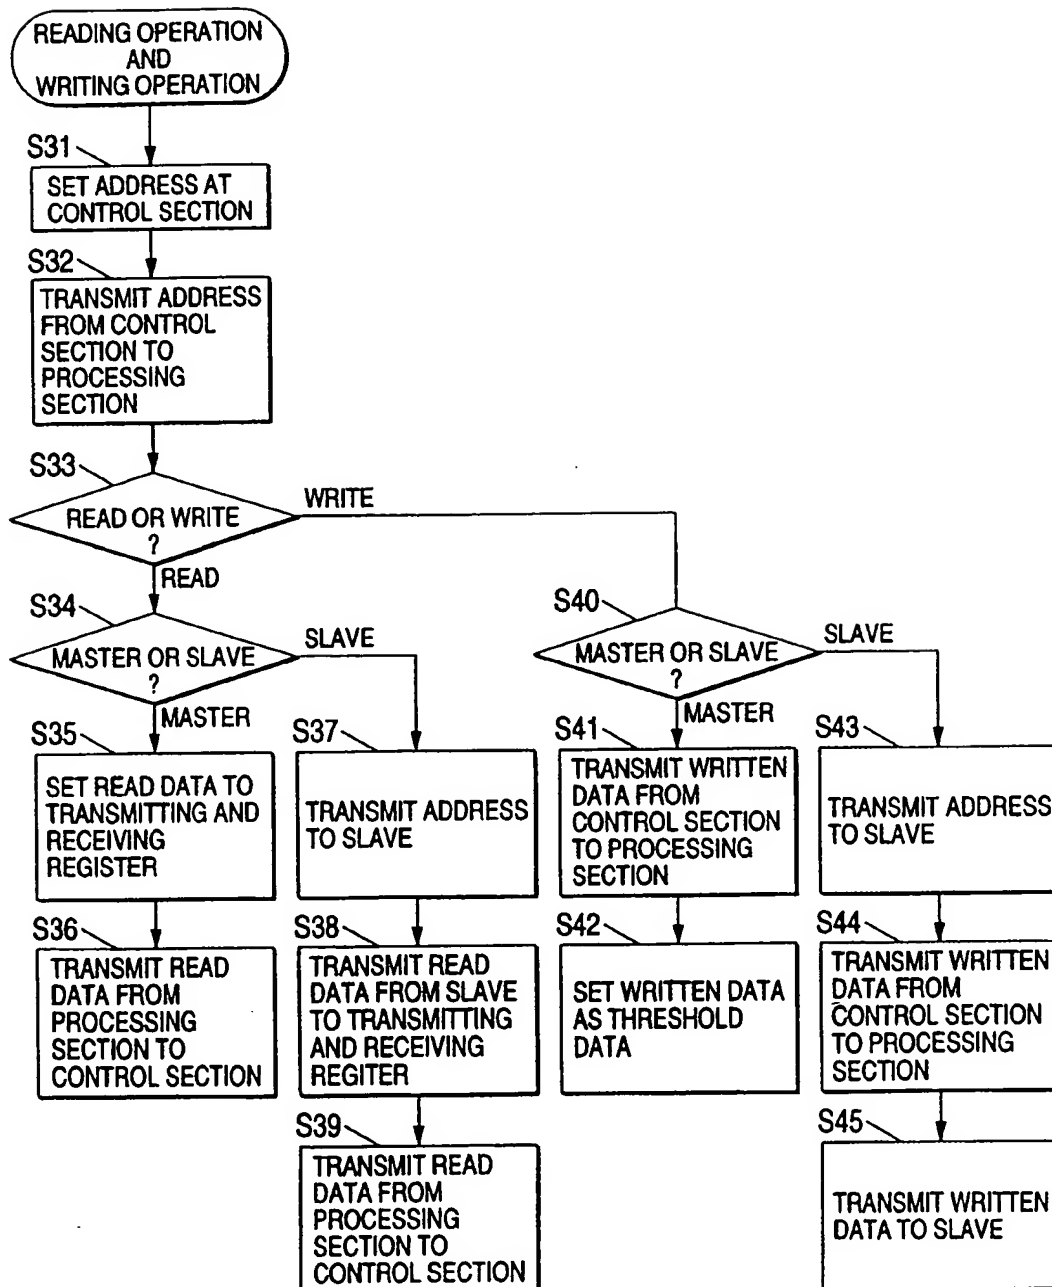 READING OPERATION
AND
WRITING OPERATION
S31
SET ADDRESS AT
CONTROL SECTION
S32
TRANSMIT ADDRESS
FROM CONTROL
SECTION TO
PROCESSING
SECTION
S33
READ OR WRITE
?
WRITE
READ
S34
MASTER OR SLAVE
?
SLAVE
MASTER
S40
MASTER OR SLAVE
?
SLAVE
MASTER
S35
SET READ DATA TO
TRANSMITTING AND
RECEIVING
REGISTER
S37
TRANSMIT ADDRESS
TO SLAVE
S41
TRANSMIT WRITTEN
DATA FROM
CONTROL SECTION
TO PROCESSING
SECTION
S43
TRANSMIT ADDRESS
TO SLAVE
S36
TRANSMIT READ
DATA FROM
PROCESSING
SECTION TO
CONTROL SECTION
S38
TRANSMIT READ
DATA FROM SLAVE
TO TRANSMITTING
AND RECEIVING
REGITER
S42
SET WRITTEN DATA
AS THRESHOLD
DATA
S44
TRANSMIT WRITTEN
DATA FROM
CONTROL SECTION
TO PROCESSING
SECTION
S39
TRANSMIT READ
DATA FROM
PROCESSING
SECTION TO
CONTROL SECTION
S45
TRANSMIT WRITTEN
DATA TO SLAVE